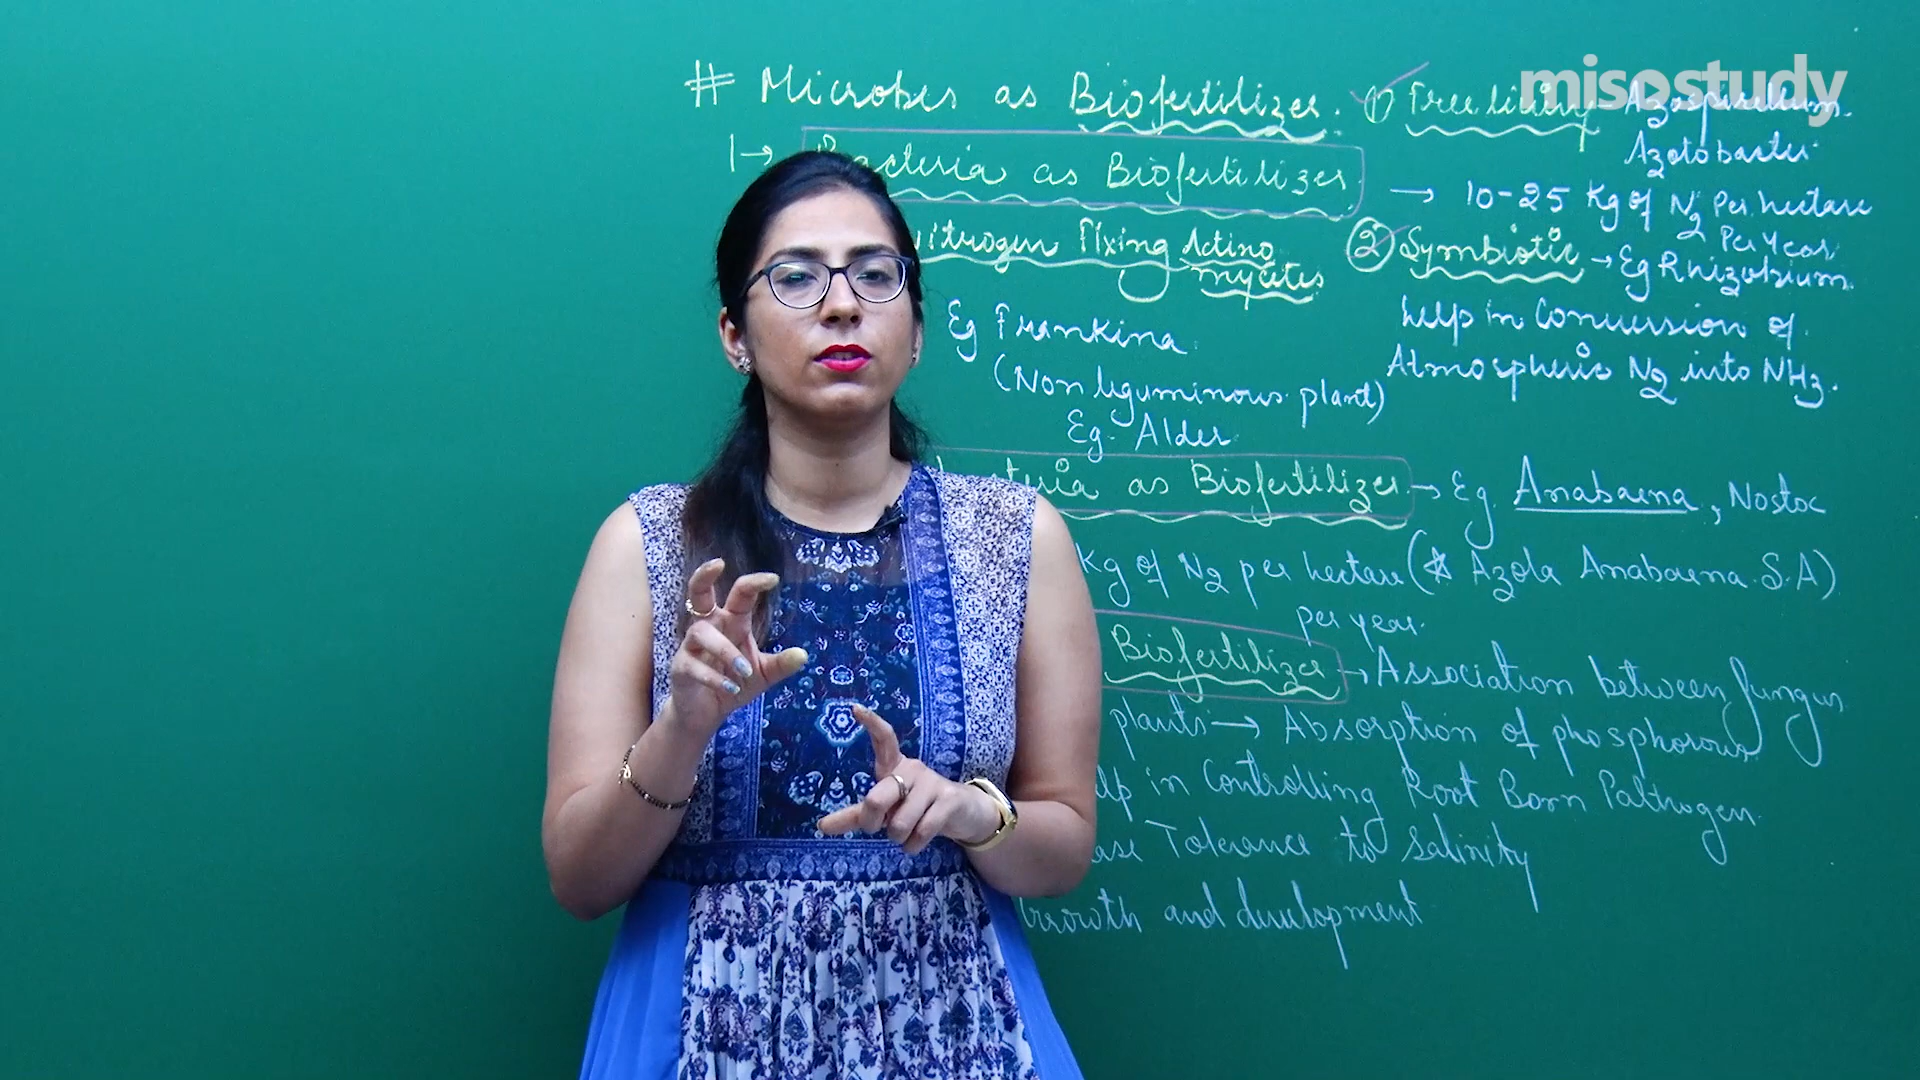 misostudy
# Microbes as Biofertilizer.
1→ Bacteria as Biofertilizer
① Free living Azospirelum.
Azotobacter
→ 10-25 Kg of N2 Per hectare
Per Year
Nitrogen Fixing Actino
mycetes
Eg Frankina
(Non leguminous plant)
Eg. Alder
② Symbiotic → Eg Rhizobium
help in Conversion of
Atmospheric N2 into NH3.
as Biofertilizer → Eg. Anabaena, Nostoc
Kg of N2 per hectare (* Azola Anabaena S.A)
per year.
Biofertilizer → Association between fungus
plants → Absorption of phosphorous
in Controlling Root Born Pathogen
Tolerance to Salinity
Growth and development